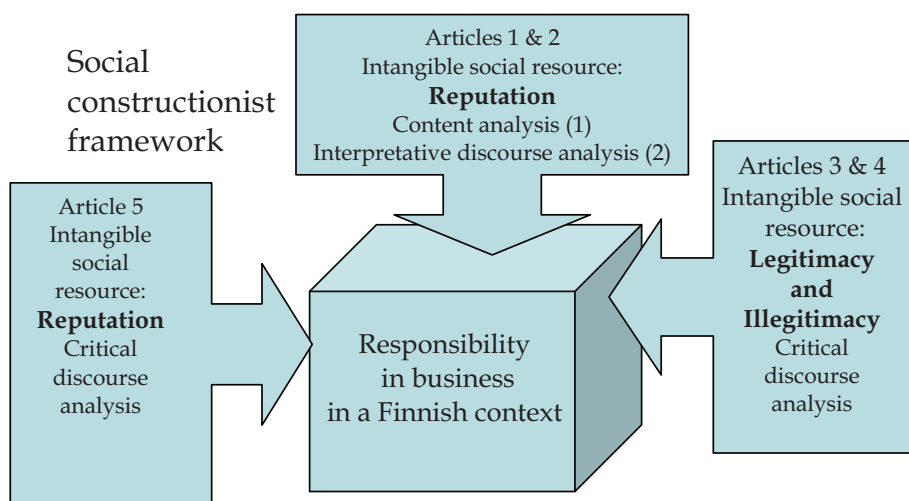 Social
constructionist
framework
Articles 1 & 2
Intangible social resource:
Reputation
Content analysis (1)
Interpretative discourse analysis (2)
Article 5
Intangible
social
resource:
Reputation
Critical
discourse
analysis
Responsibility
in business
in a Finnish context
Articles 3 & 4
Intangible social
resource:
Legitimacy
and
Illegitimacy
Critical
discourse
analysis